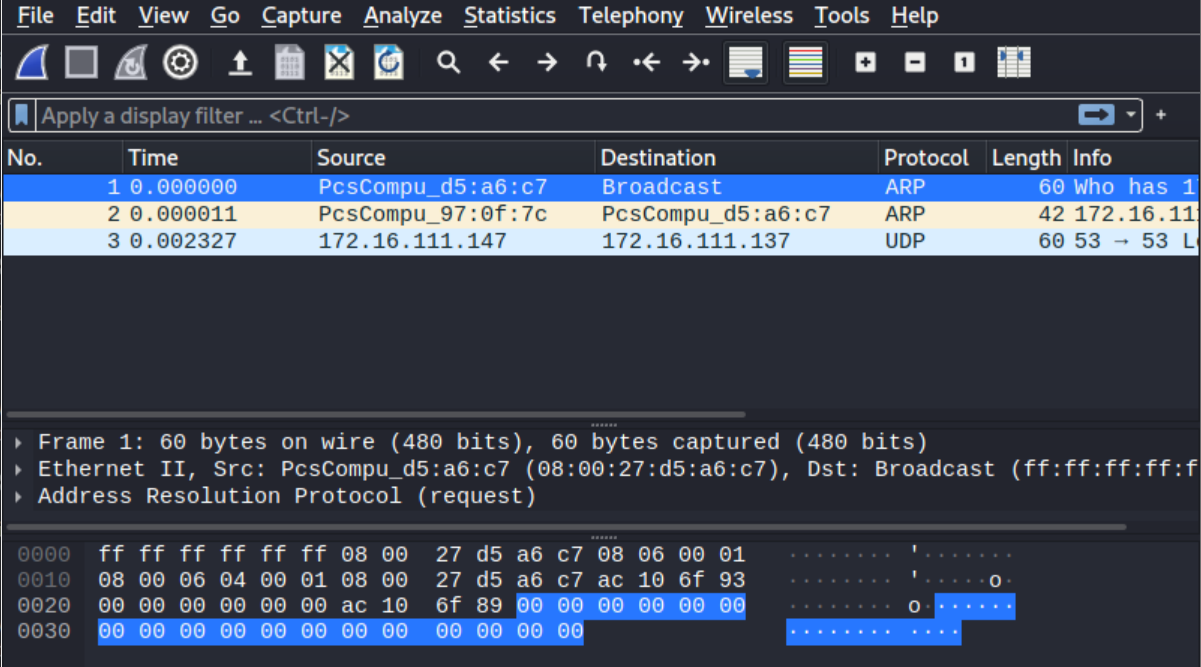 File Edit View Go Capture Analyze Statistics Telephony Wireless Tools Help
Apply a display filter ... <Ctrl-/>
No. Time Source Destination Protocol Length Info
1 0.000000 PcsCompu_d5:a6:c7 Broadcast ARP 60 Who has 1
2 0.000011 PcsCompu_97:0f:7c PcsCompu_d5:a6:c7 ARP 42 172.16.11
3 0.002327 172.16.111.147 172.16.111.137 UDP 60 53 → 53 L
Frame 1: 60 bytes on wire (480 bits), 60 bytes captured (480 bits)
Ethernet II, Src: PcsCompu_d5:a6:c7 (08:00:27:d5:a6:c7), Dst: Broadcast (ff:ff:ff:ff:f
Address Resolution Protocol (request)
0000 ff ff ff ff ff ff 08 00 27 d5 a6 c7 08 06 00 01 ········ '·······
0010 08 00 06 04 00 01 08 00 27 d5 a6 c7 ac 10 6f 93 ········ '·····o·
0020 00 00 00 00 00 00 ac 10 6f 89 00 00 00 00 00 00 ········ o·······
0030 00 00 00 00 00 00 00 00 00 00 00 00 ········ ····